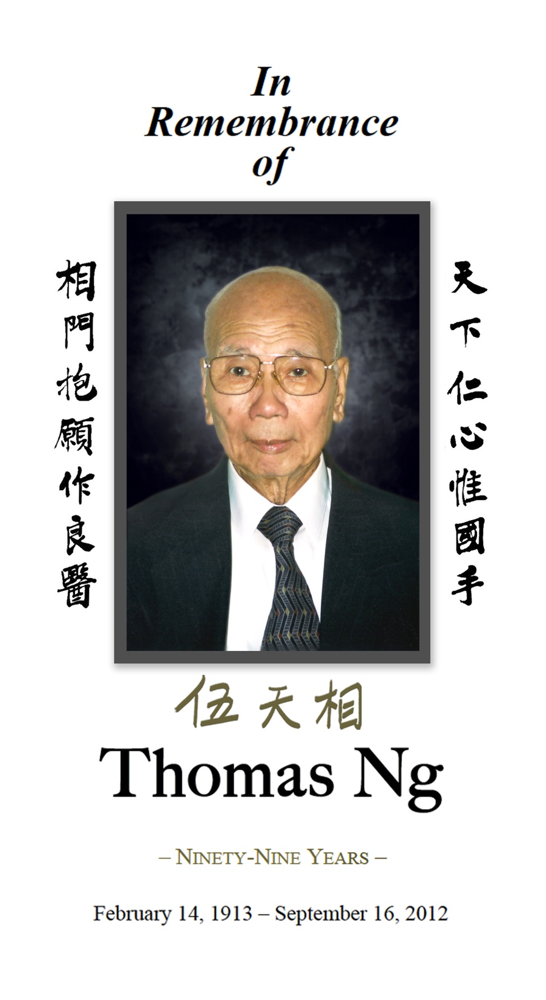 In
Remembrance
of
天下仁心惟國手
相門抱願作良醫
伍天相
Thomas Ng
– NINETY-NINE YEARS –
February 14, 1913 – September 16, 2012